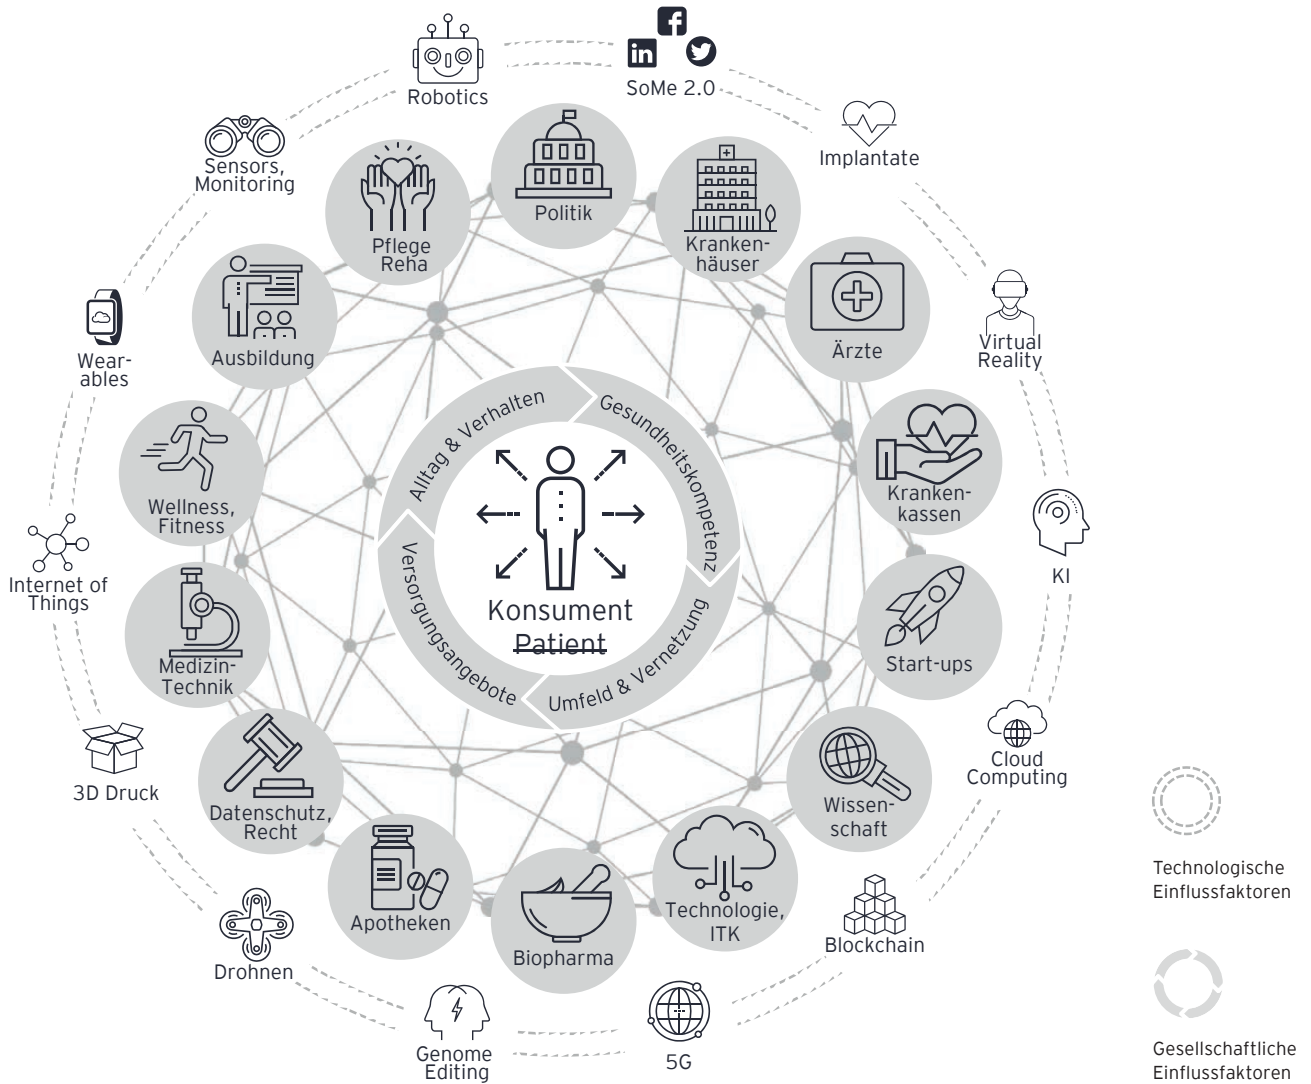 Robotics
SoMe 2.0
Implantate
Virtual
Reality
KI
Cloud
Computing
Blockchain
5G
Genome
Editing
Drohnen
3D Druck
Internet of
Things
Wear-
ables
Sensors,
Monitoring
Politik
Kranken-
häuser
Ärzte
Kranken-
kassen
Start-ups
Wissen-
schaft
Technologie,
ITK
Biopharma
Apotheken
Datenschutz,
Recht
Medizin-
Technik
Wellness,
Fitness
Ausbildung
Pflege
Reha
Alltag & Verhalten
Gesundheitskompetenz
Umfeld & Vernetzung
Versorgungsangebote
Konsument
Patient
Technologische
Einflussfaktoren
Gesellschaftliche
Einflussfaktoren